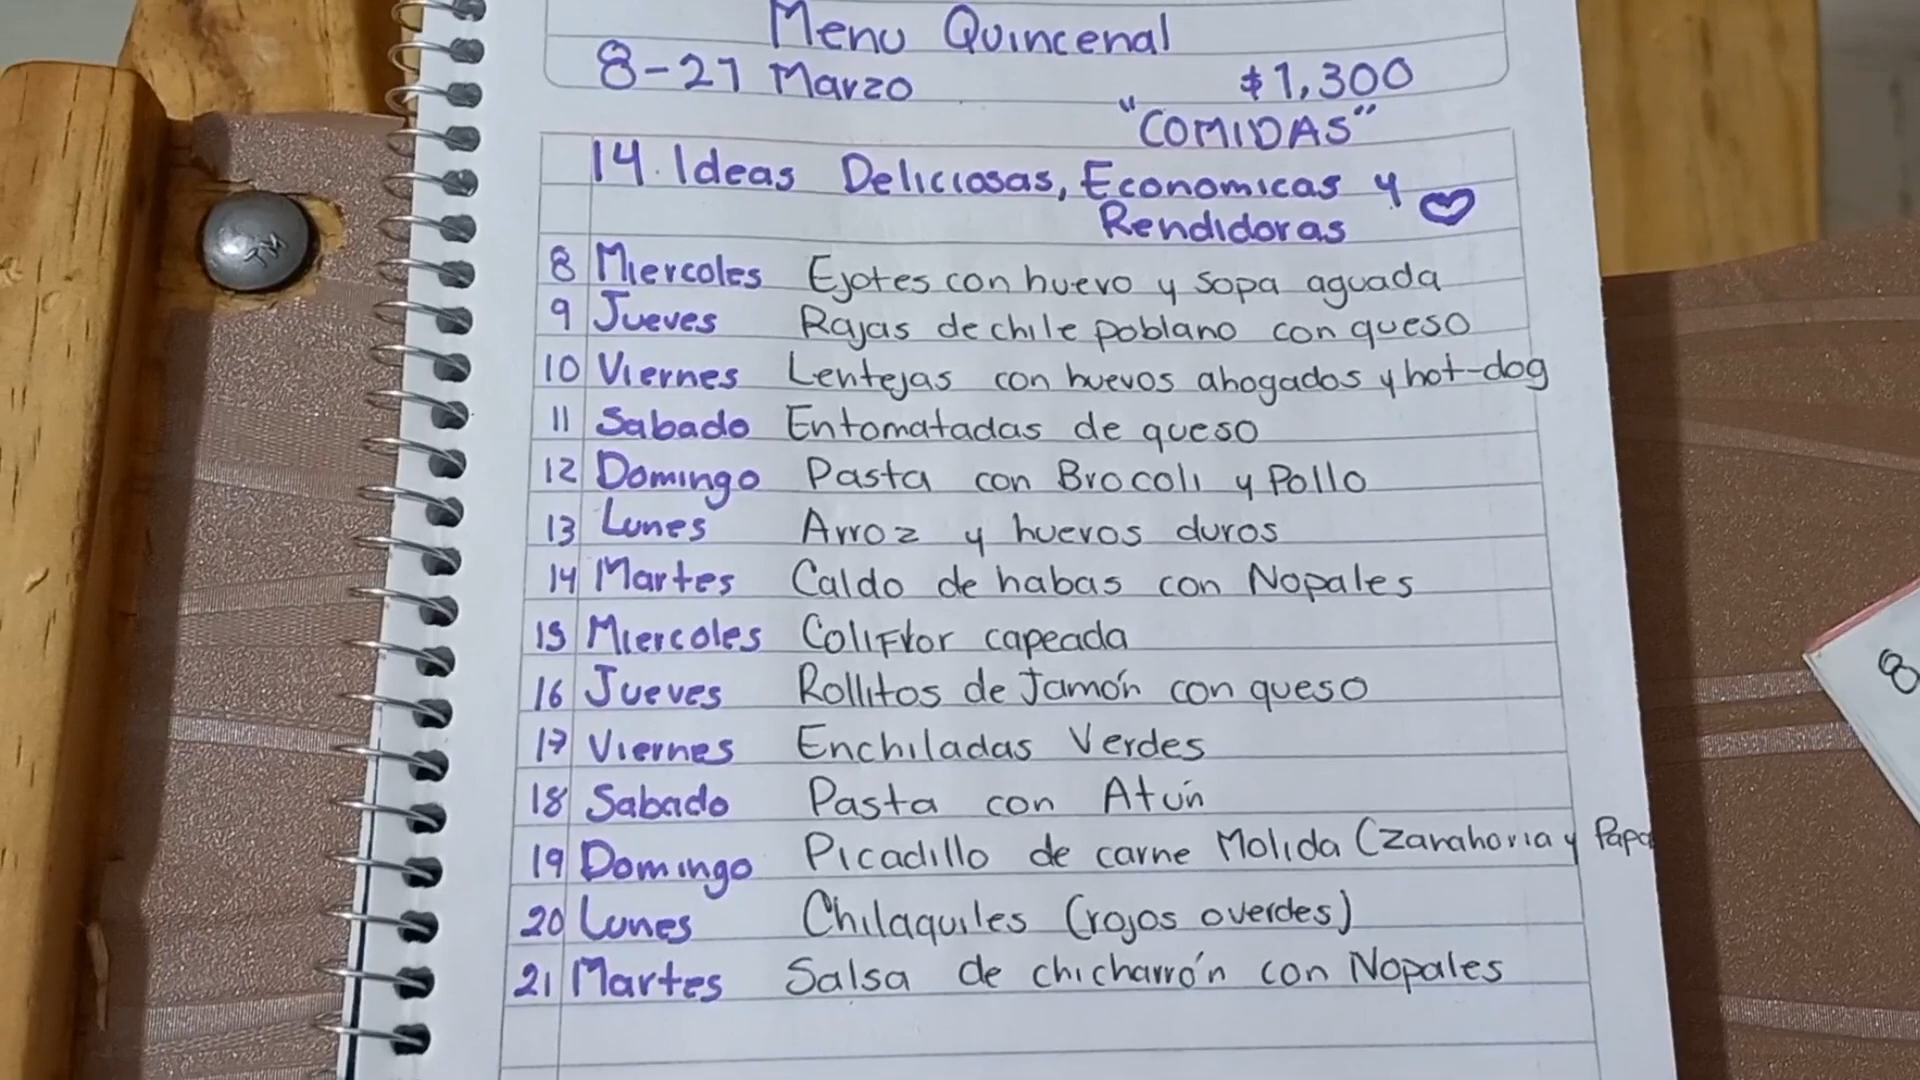 Menu Quincenal
8-21 Marzo $1,300
"COMIDAS"
14. Ideas Deliciosas, Economicas y
Rendidoras
8 Miercoles Ejotes con huevo y sopa aguada
9 Jueves Rajas de chile poblano con queso
10 Viernes Lentejas con huevos ahogados y hot-dog
11 Sabado Entomatadas de queso
12 Domingo Pasta con Brocoli y Pollo
13 Lunes Arroz y huevos duros
14 Martes Caldo de habas con Nopales
15 Miercoles Coliflor capeada
16 Jueves Rollitos de Jamón con queso
17 Viernes Enchiladas Verdes
18 Sabado Pasta con Atún
19 Domingo Picadillo de carne Molida (Zanahoria y Papa
20 Lunes Chilaquiles (rojos o verdes)
21 Martes Salsa de chicharrón con Nopales
TM
8